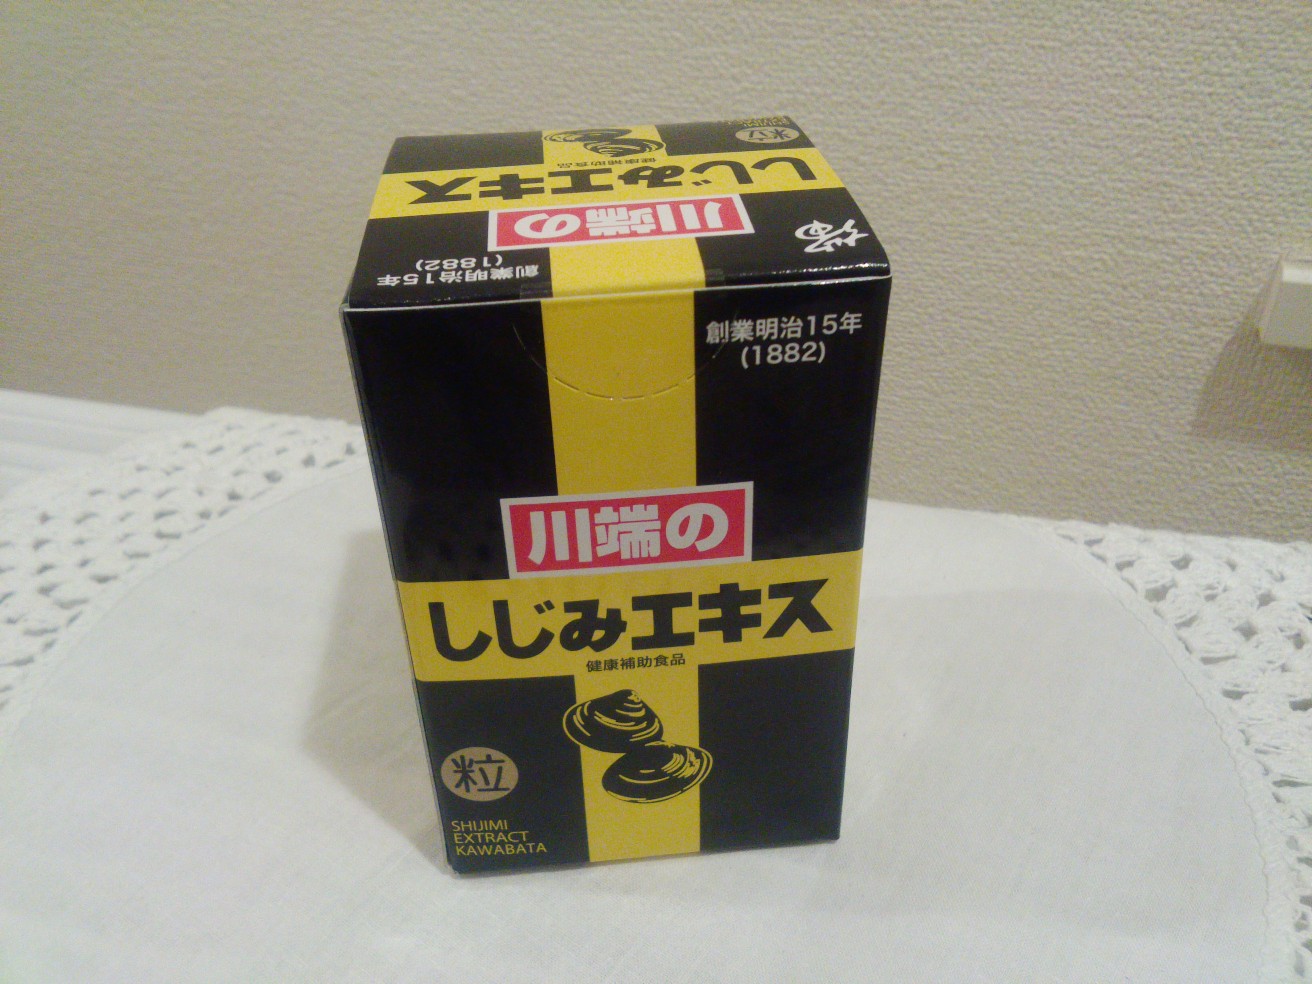 粒
健康補助食品
しじみエキス
川端の
創業明治15年
(1882)
創業明治15年
(1882)
川端の
しじみエキス
健康補助食品
粒
SHIJIMI
EXTRACT
KAWABATA